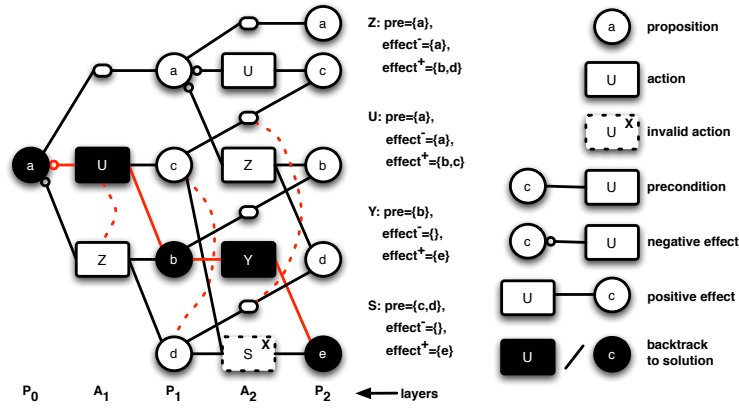 a
a
U
c
a
U
c
Z
b
Z
b
Y
d
d
S
X
e
P0
A1
P1
A2
P2
layers
Z: pre={a},
effect-={a},
effect+={b,d}
U: pre={a},
effect-={a},
effect+={b,c}
Y: pre={b},
effect-={},
effect+={e}
S: pre={c,d},
effect-={},
effect+={e}
a
proposition
U
action
U
X
invalid action
c
U
precondition
c
U
negative effect
U
c
positive effect
U
/
c
backtrack
to solution